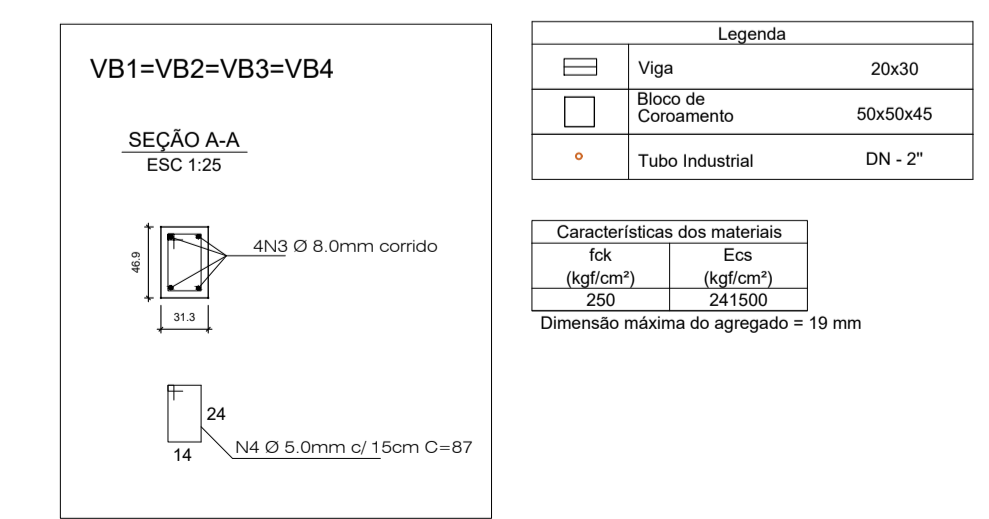 VB1=VB2=VB3=VB4
SEÇÃO A-A
ESC 1:25
46.9
4N3 Ø 8.0mm corrido
31.3
24
14
N4 Ø 5.0mm c/ 15cm C=87
Legenda
Viga 20x30
Bloco de
Coroamento 50x50x45
Tubo Industrial DN - 2"
Características dos materiais
fck Ecs
(kgf/cm²) (kgf/cm²)
250 241500
Dimensão máxima do agregado = 19 mm